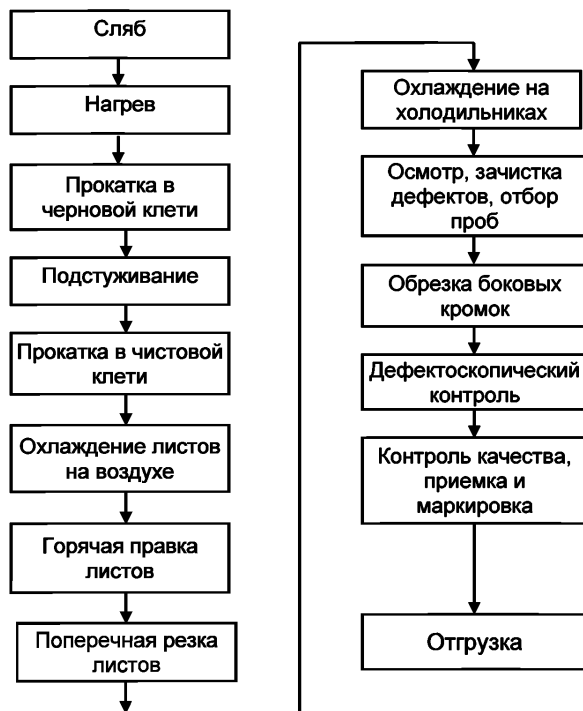 Сляб
Нагрев
Прокатка в
черновой клети
Подстуживание
Прокатка в чистовой
клети
Охлаждение листов
на воздухе
Горячая правка
листов
Поперечная резка
листов
Охлаждение на
холодильниках
Осмотр, зачистка
дефектов, отбор
проб
Обрезка боковых
кромок
Дефектоскопический
контроль
Контроль качества,
приемка и
маркировка
Отгрузка